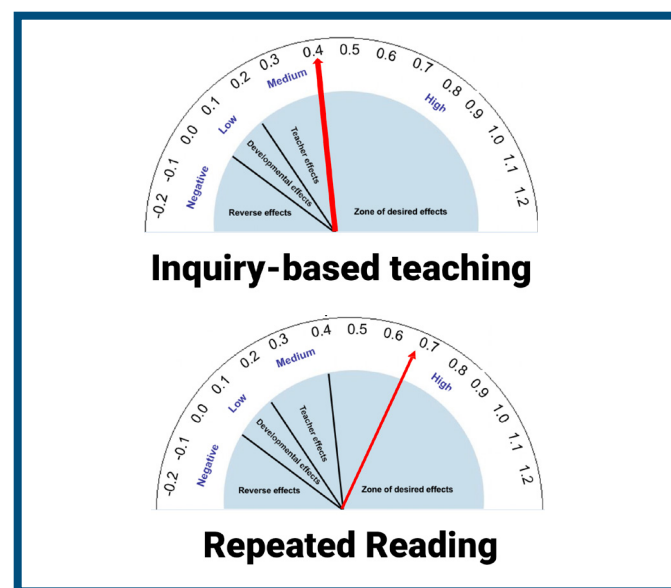 -0.2 -0.1 0.0 0.1 0.2 0.3 0.4 0.5 0.6 0.7 0.8 0.9 1.0 1.1 1.2
Negative Low Medium High
Reverse effects
Developmental effects
Teacher effects
Zone of desired effects
Inquiry-based teaching
-0.2 -0.1 0.0 0.1 0.2 0.3 0.4 0.5 0.6 0.7 0.8 0.9 1.0 1.1 1.2
Negative Low Medium High
Reverse effects
Developmental effects
Teacher effects
Zone of desired effects
Repeated Reading